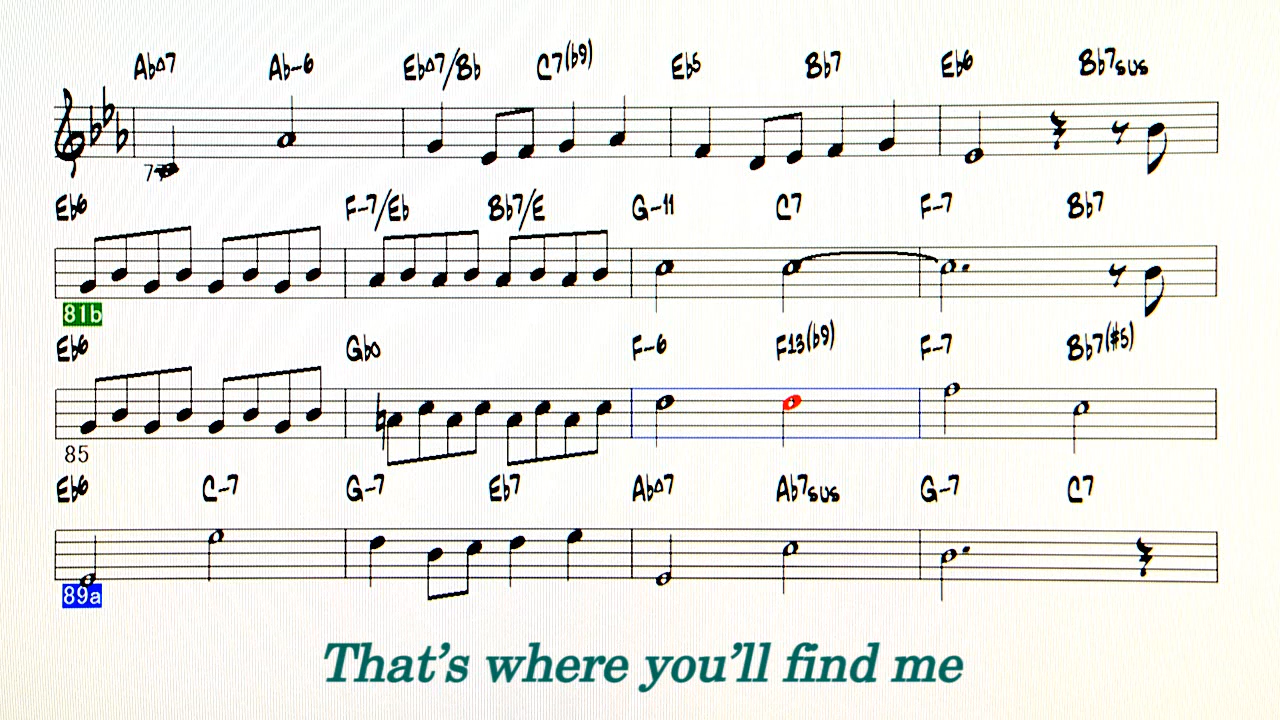 Ab△7 Ab-6 Eb△7/Bb C7(b9) Eb5 Bb7 Eb6 Bb7sus
Eb6 F-7/Eb Bb7/E G-11 C7 F-7 Bb7
81b
Eb6 Gbo F-6 F13(b9) F-7 Bb7(#5)
85
Eb6 C-7 G-7 Eb7 Ab△7 Ab7sus G-7 C7
89a
That's where you'll find me